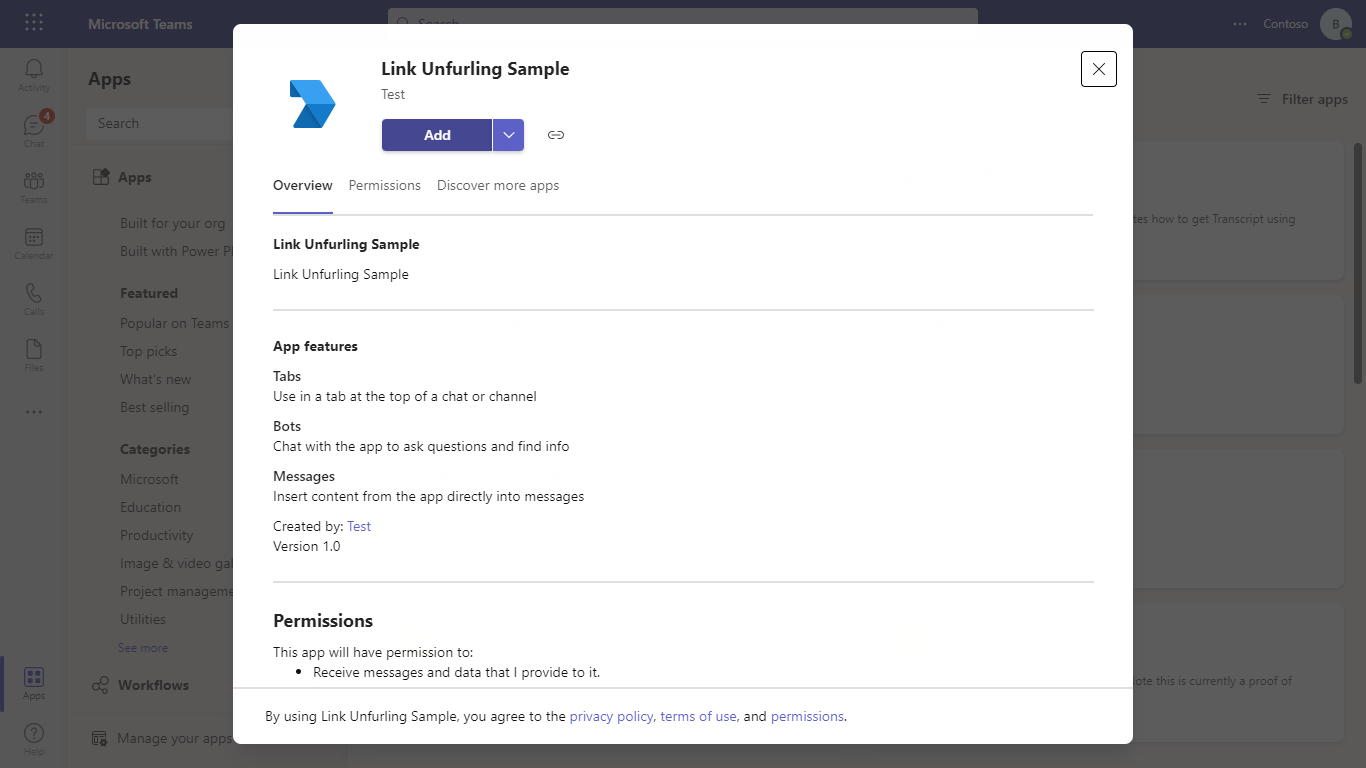 Microsoft Teams
Search
Contoso
B
Activity
4
Chat
Teams
Calendar
Calls
Files
Apps
Help
Apps
Search
Apps
Built for your org
Built with Power
Featured
Popular on Teams
Top picks
What's new
Best selling
Categories
Microsoft
Education
Productivity
Image & video
Project
Utilities
See more
Workflows
Manage your apps
Filter apps
how to get Transcript using
this is currently a proof of
Link Unfurling Sample
Test
Add
Overview Permissions Discover more apps
Link Unfurling Sample
Link Unfurling Sample
App features
Tabs
Use in a tab at the top of a chat or channel
Bots
Chat with the app to ask questions and find info
Messages
Insert content from the app directly into messages
Created by: Test
Version 1.0
Permissions
This app will have permission to:
• Receive messages and data that I provide to it.
By using Link Unfurling Sample, you agree to the privacy policy, terms of use, and permissions.